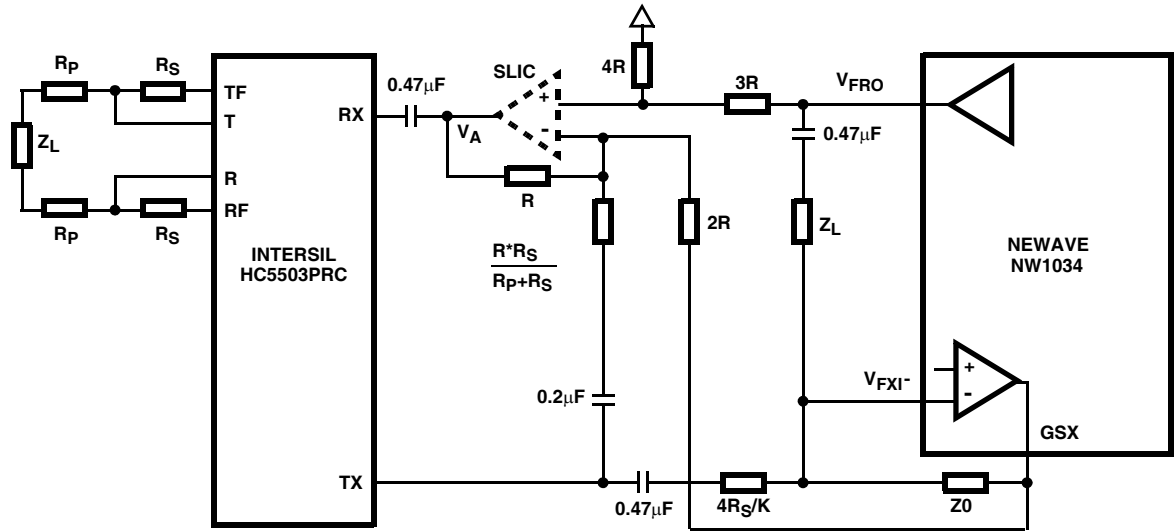 RP
RS
ZL
RP
RS
TF
T
R
RF
RX
TX
INTERSIL
HC5503PRC
0.47µF
VA
SLIC
+
-
R
R*RS
RP+RS
0.2µF
0.47µF
4RS/K
2R
4R
3R
VFRO
0.47µF
ZL
VFXI-
Z0
NEWAVE
NW1034
+
-
GSX